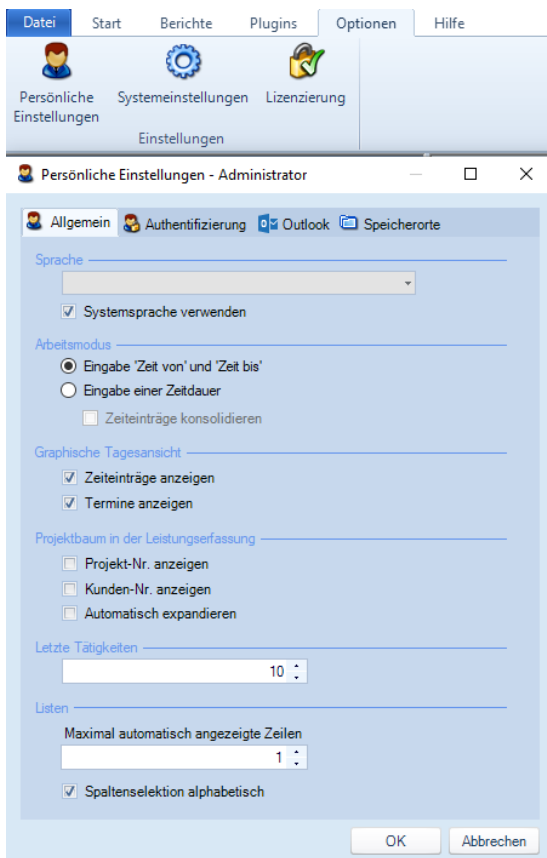 Datei Start Berichte Plugins Optionen Hilfe
Persönliche Systemeinstellungen Lizenzierung
Einstellungen
Einstellungen
Persönliche Einstellungen - Administrator
Allgemein Authentifizierung Outlook Speicherorte
Sprache
Systemsprache verwenden
Arbeitsmodus
Eingabe 'Zeit von' und 'Zeit bis'
Eingabe einer Zeitdauer
Zeiteinträge konsolidieren
Graphische Tagesansicht
Zeiteinträge anzeigen
Termine anzeigen
Projektbaum in der Leistungserfassung
Projekt-Nr. anzeigen
Kunden-Nr. anzeigen
Automatisch expandieren
Letzte Tätigkeiten
10
Listen
Maximal automatisch angezeigte Zeilen
1
Spaltenselektion alphabetisch
OK Abbrechen